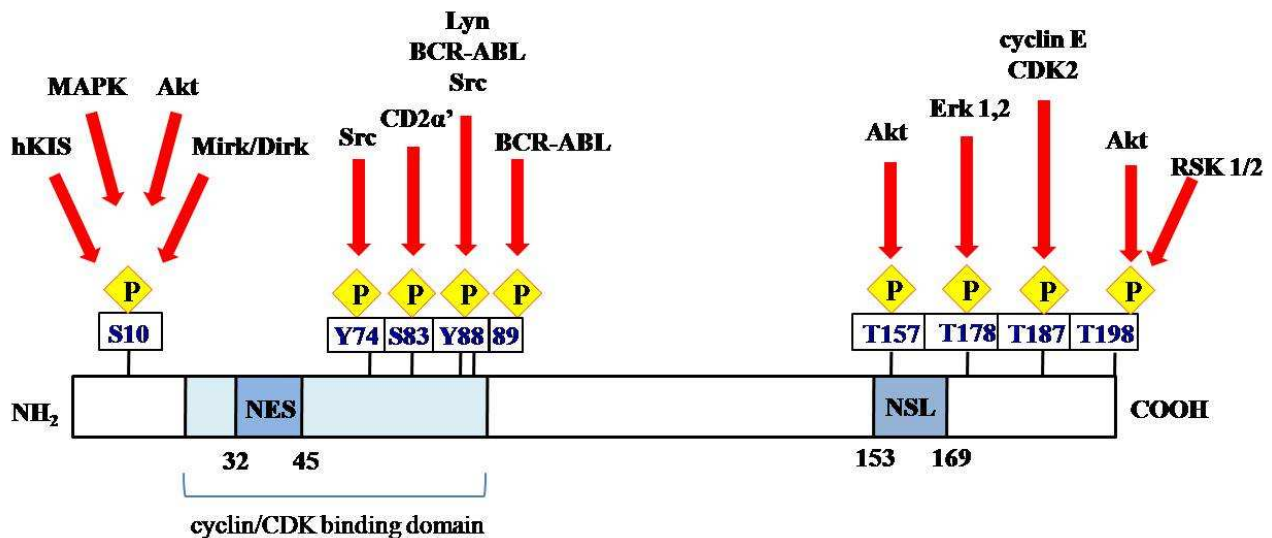 Lyn
BCR-ABL
Src
cyclin E
CDK2
MAPK
Akt
hKIS
Mirk/Dirk
Src
CD2α’
BCR-ABL
Akt
Erk 1,2
Akt
RSK 1/2
P
P
P
P
P
P
P
P
P
S10
Y74
S83
Y88
89
T157
T178
T187
T198
NH₂
NES
NSL
COOH
32
45
153
169
cyclin/CDK binding domain